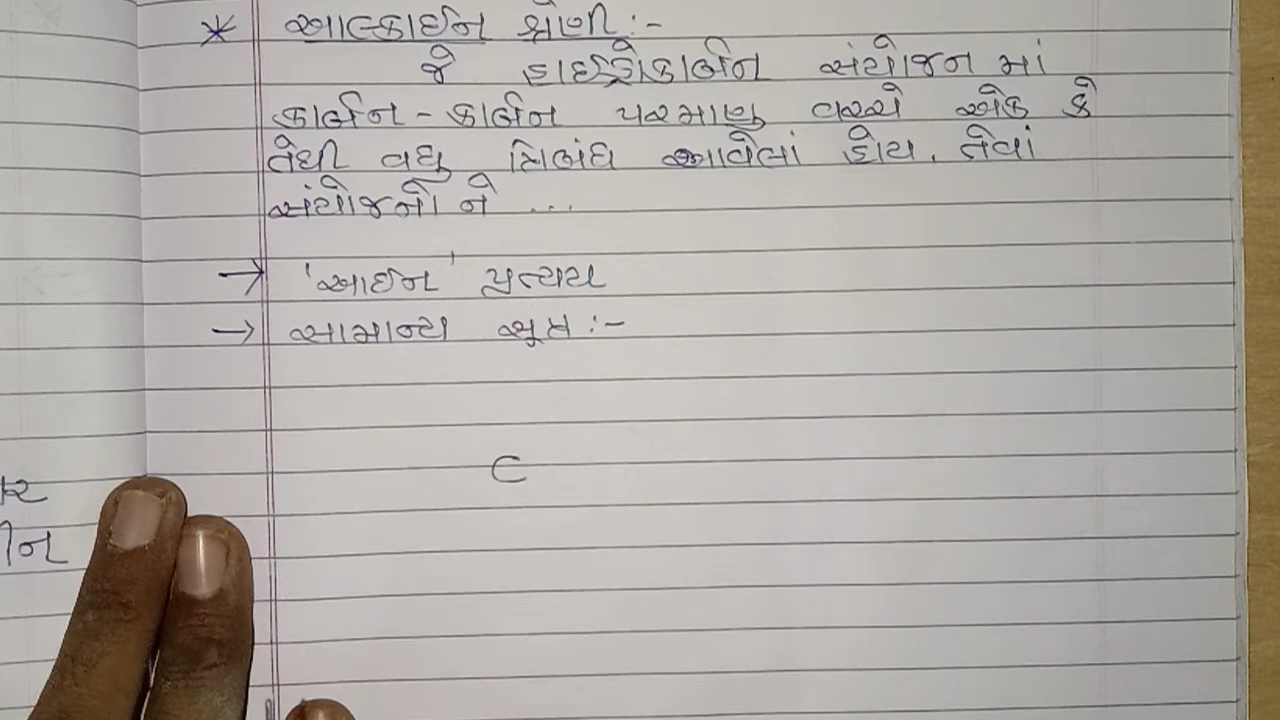 * આલ્કાઈન શ્રેણી :-
જે હાઈડ્રોકાર્બન સંયોજન માં
કાર્બન - કાર્બન પરમાણુ વચ્ચે એક કે
તેથી વધુ ત્રિબંધ આવેલાં હોય, તેવાં
સંયોજનો ને ...
→ 'આઈન' પ્રત્યય
→ સામાન્ય સૂત્ર :-
C
ીન